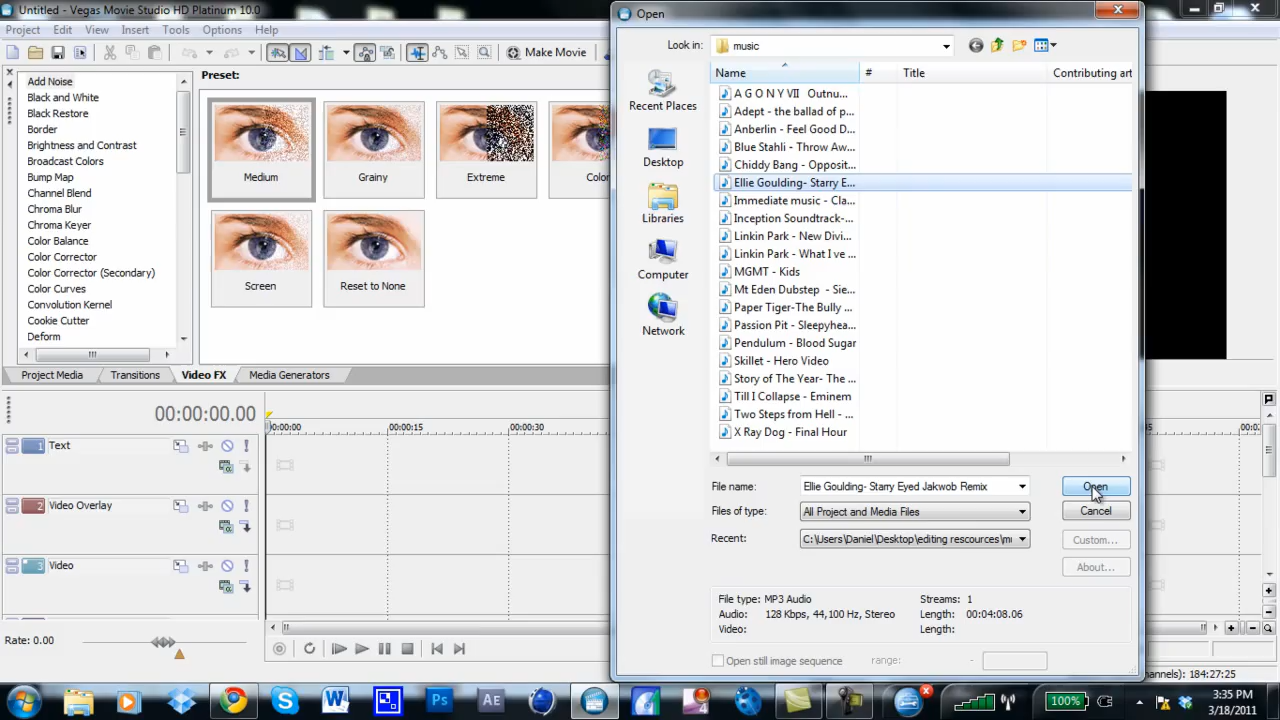 Untitled - Vegas Movie Studio HD Platinum 10.0
File Edit View Insert Tools Options Help
Make Movie
Add Noise
Black and White
Black Restore
Border
Brightness and Contrast
Broadcast Colors
Bump Map
Channel Blend
Chroma Blur
Chroma Keyer
Color Balance
Color Corrector
Color Corrector (Secondary)
Color Curves
Convolution Kernel
Cookie Cutter
Deform
Preset:
Medium
Grainy
Extreme
Color
Screen
Reset to None
Project Media
Transitions
Video FX
Media Generators
00:00:00.00
00:00:00
00:00:15
00:00:30
1 Text
2 Video Overlay
3 Video
Rate: 0.00
Open
Look in: music
Recent Places
Desktop
Libraries
Computer
Network
Name # Title Contributing art
A G O N Y VII Outnu...
Adept - the ballad of p...
Anberlin - Feel Good D...
Blue Stahli - Throw Aw...
Chiddy Bang - Opposit...
Ellie Goulding- Starry E...
Immediate music - Cla...
Inception Soundtrack-...
Linkin Park - New Divi...
Linkin Park - What I ve ...
MGMT - Kids
Mt Eden Dubstep - Sie...
Paper Tiger-The Bully ...
Passion Pit - Sleepyhea...
Pendulum - Blood Sugar
Skillet - Hero Video
Story of The Year- The ...
Till I Collapse - Eminem
Two Steps from Hell - ...
X Ray Dog - Final Hour
File name: Ellie Goulding- Starry Eyed Jakwob Remix Open
Files of type: All Project and Media Files Cancel
Recent: C:\Users\Daniel\Desktop\editing rescources\mu Custom...
About...
File type: MP3 Audio Streams: 1
Audio: 128 Kbps, 44,100 Hz, Stereo Length: 00:04:08.06
Video: Length:
Open still image sequence range: -
channels): 184:27:25
Ps
AE
100%
3:35 PM
3/18/2011